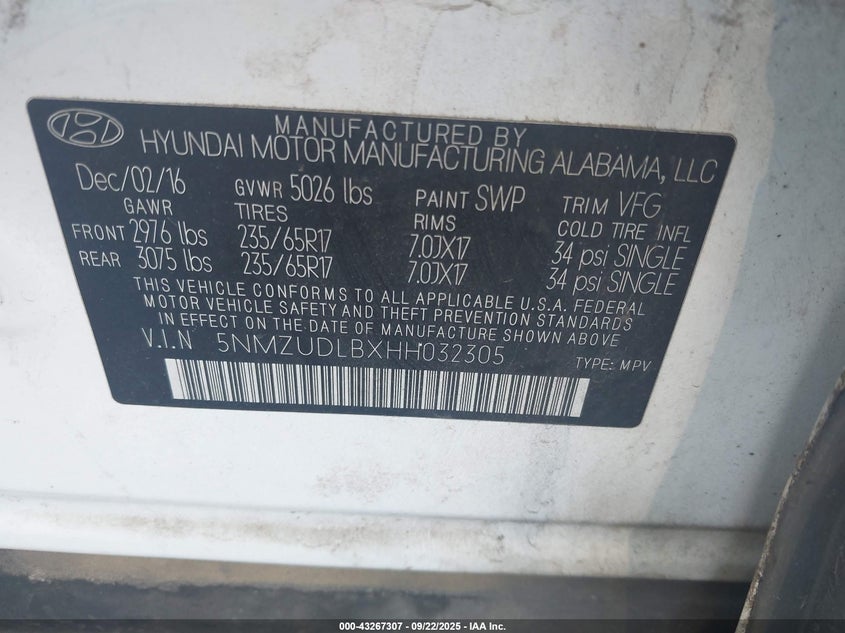 MANUFACTURED BY
HYUNDAI MOTOR MANUFACTURING ALABAMA, LLC
Dec/02/16 GVWR 5026 lbs PAINT SWP TRIM VFG
GAWR TIRES RIMS COLD TIRE INFL
FRONT 2976 lbs 235/65R17 7.0JX17 34 psi SINGLE
REAR 3075 lbs 235/65R17 7.0JX17 34 psi SINGLE
THIS VEHICLE CONFORMS TO ALL APPLICABLE U.S.A. FEDERAL
MOTOR VEHICLE SAFETY AND THEFT PREVENTION STANDARDS
IN EFFECT ON THE DATE OF MANUFACTURE SHOWN ABOVE
V.I.N 5NMZUDLBXHH032305 TYPE: MPV
000-43267307 - 09/22/2025 - IAA Inc.